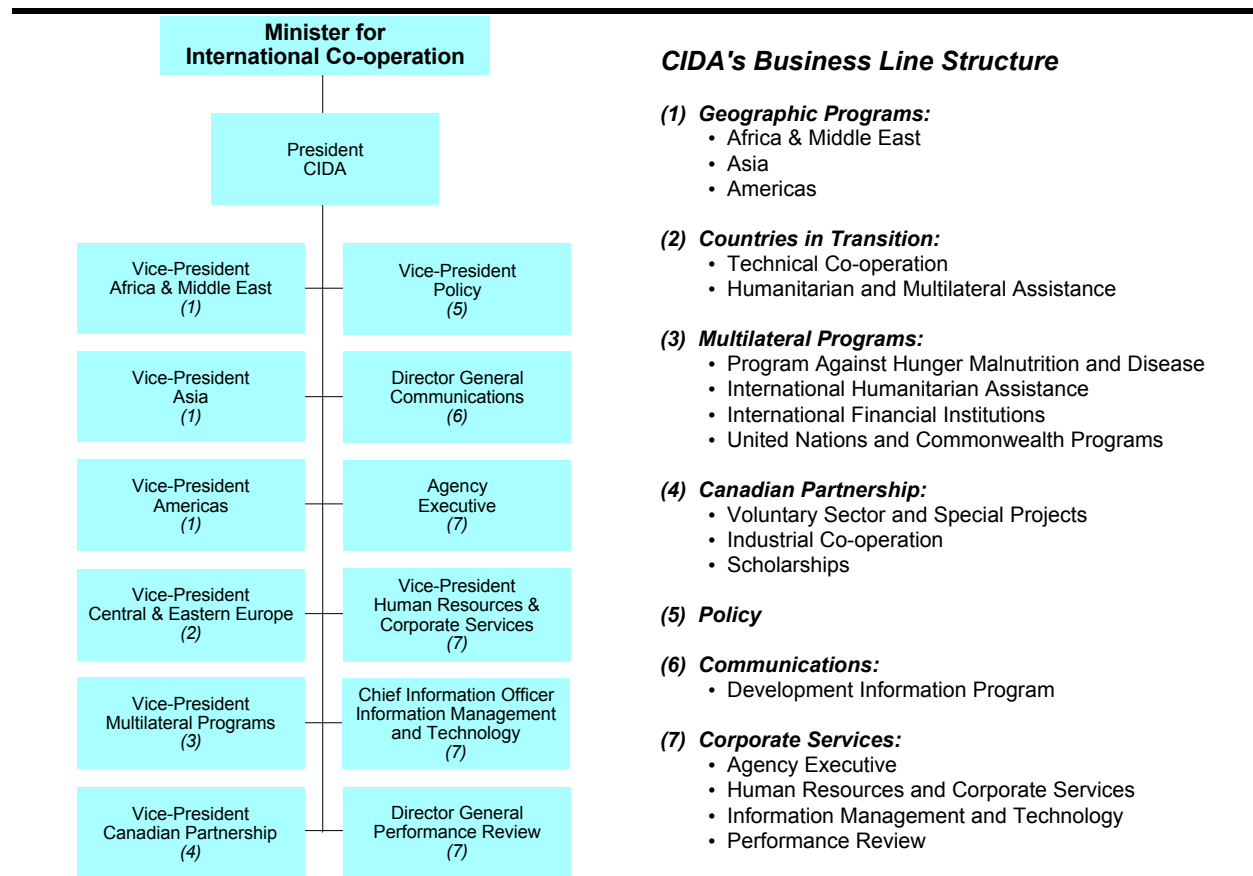 Minister for
International Co-operation
President
CIDA
Vice-President
Africa & Middle East
(1)
Vice-President
Policy
(5)
Vice-President
Asia
(1)
Director General
Communications
(6)
Vice-President
Americas
(1)
Agency
Executive
(7)
Vice-President
Central & Eastern Europe
(2)
Vice-President
Human Resources &
Corporate Services
(7)
Vice-President
Multilateral Programs
(3)
Chief Information Officer
Information Management
and Technology
(7)
Vice-President
Canadian Partnership
(4)
Director General
Performance Review
(7)
CIDA's Business Line Structure
(1) Geographic Programs:
• Africa & Middle East
• Asia
• Americas
(2) Countries in Transition:
• Technical Co-operation
• Humanitarian and Multilateral Assistance
(3) Multilateral Programs:
• Program Against Hunger Malnutrition and Disease
• International Humanitarian Assistance
• International Financial Institutions
• United Nations and Commonwealth Programs
(4) Canadian Partnership:
• Voluntary Sector and Special Projects
• Industrial Co-operation
• Scholarships
(5) Policy
(6) Communications:
• Development Information Program
(7) Corporate Services:
• Agency Executive
• Human Resources and Corporate Services
• Information Management and Technology
• Performance Review